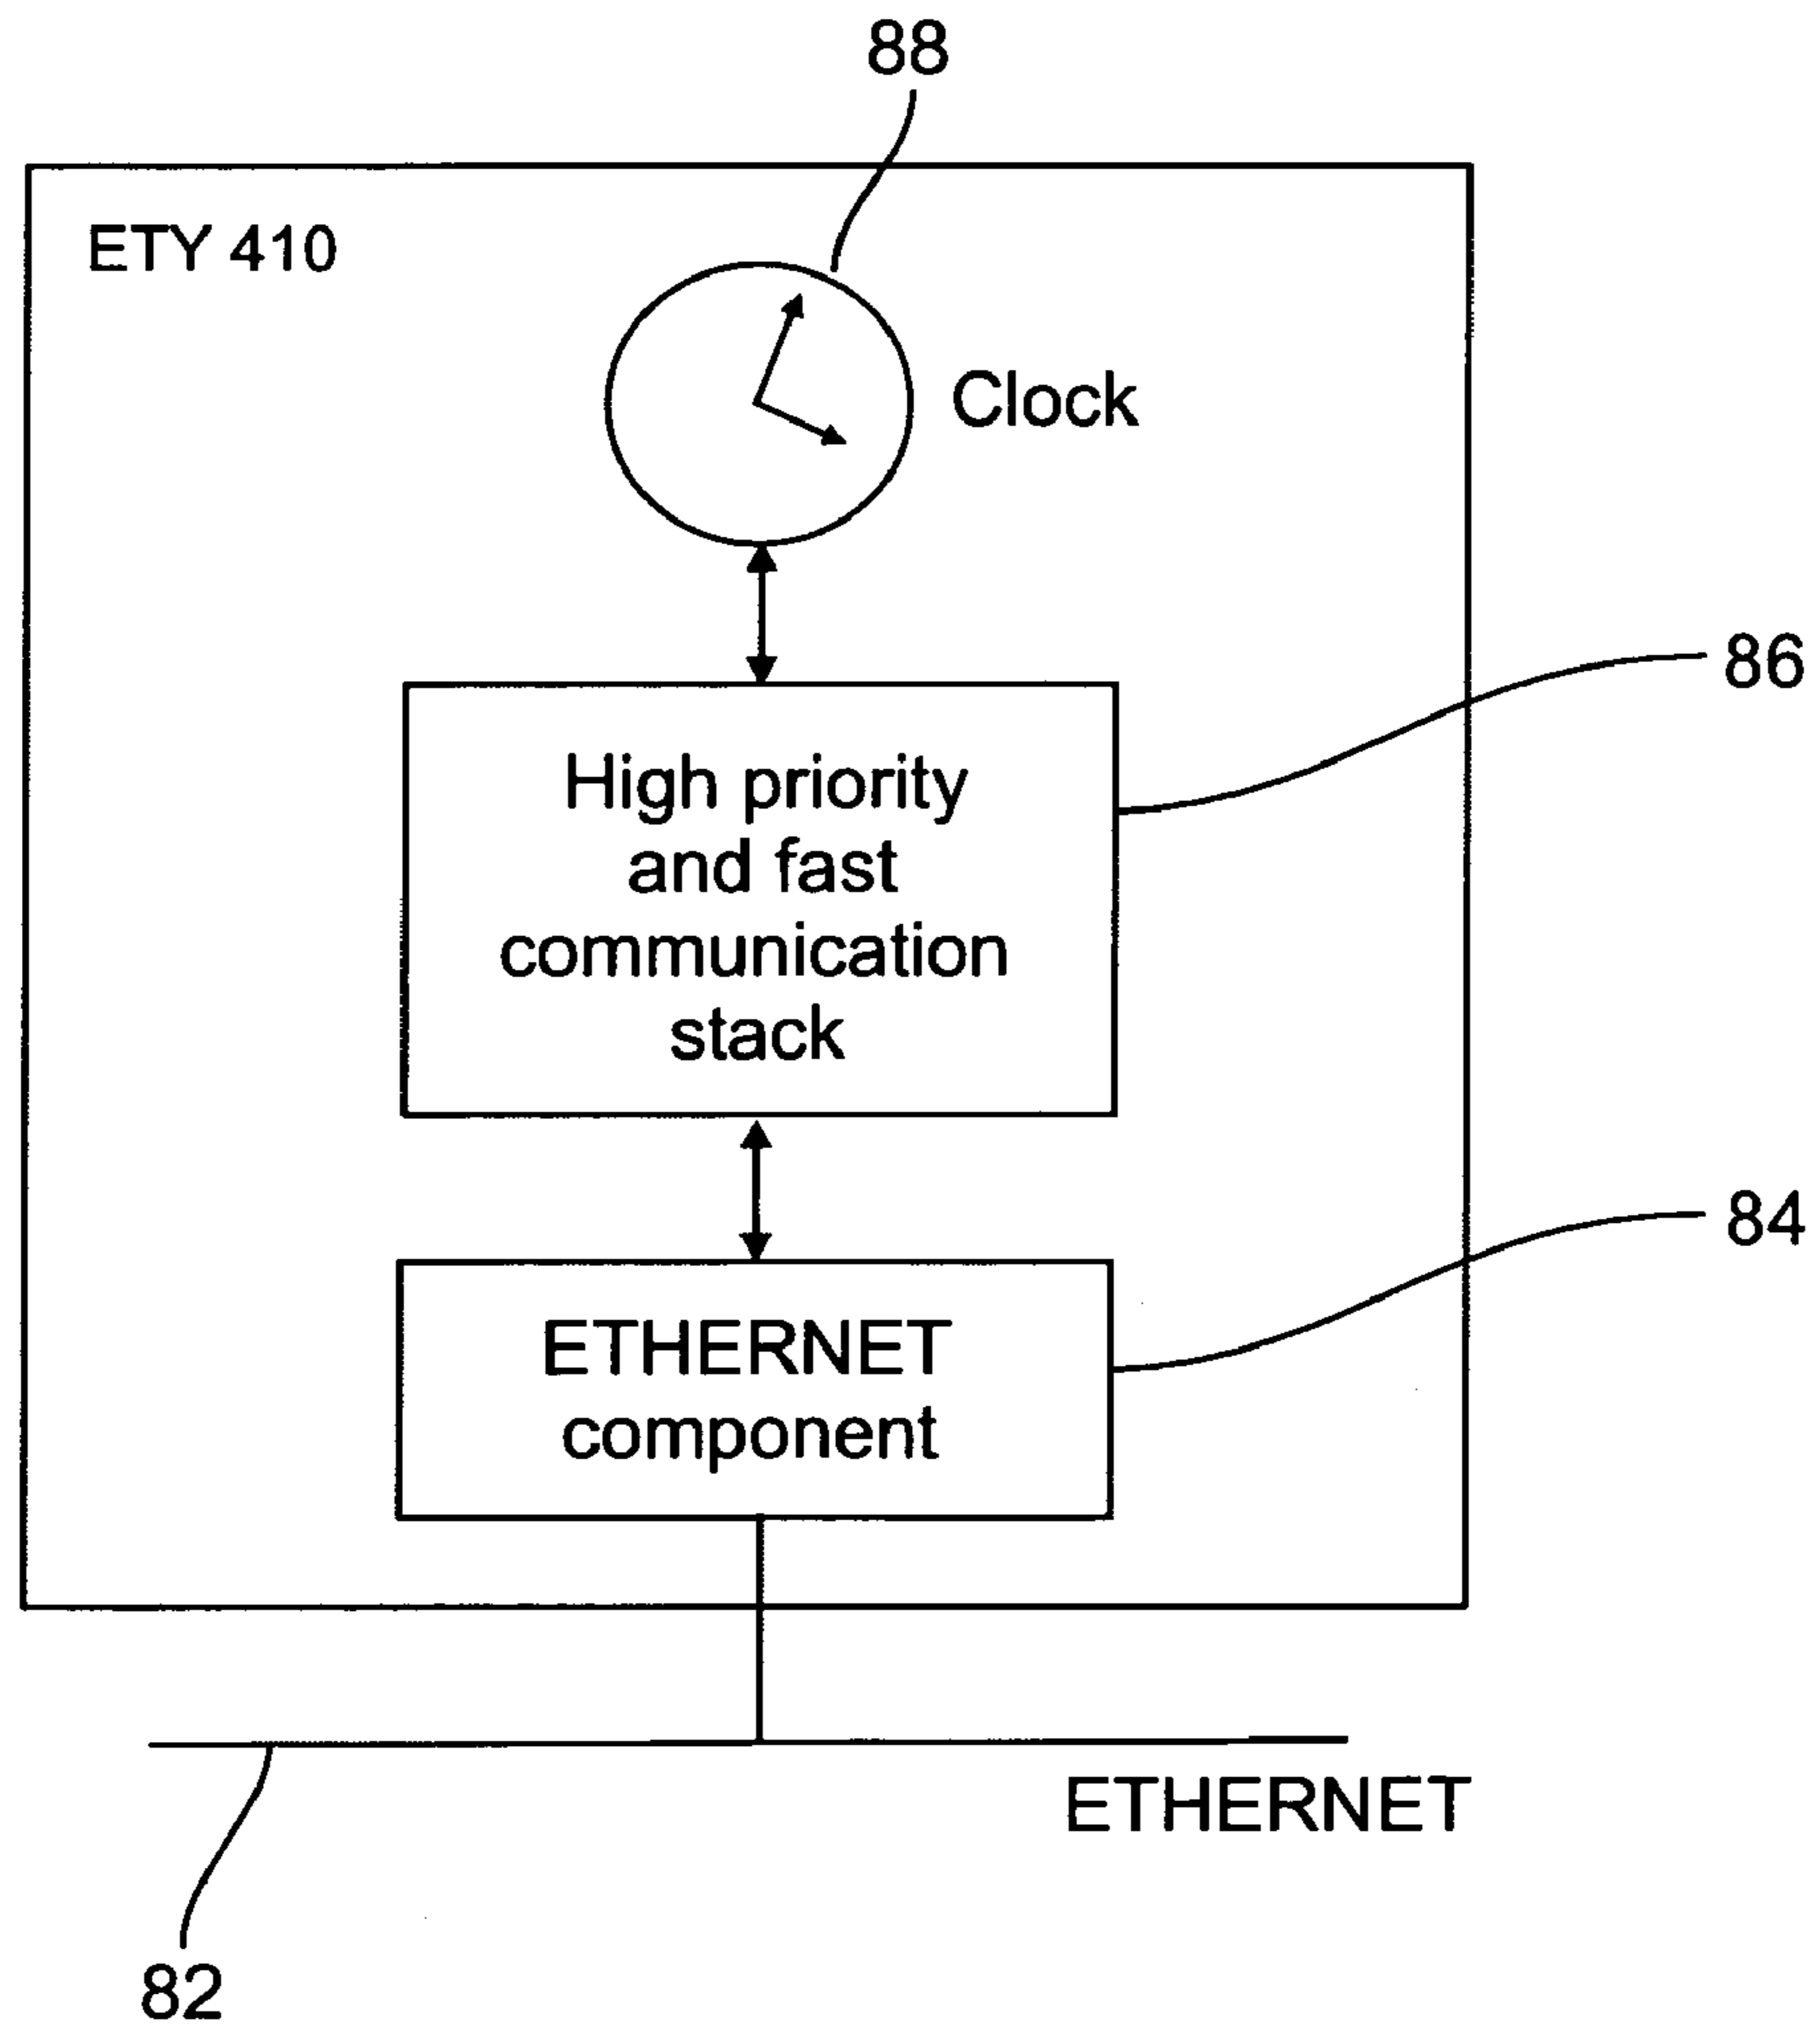 88
ETY 410
Clock
86
High priority
and fast
communication
stack
84
ETHERNET
component
ETHERNET
82